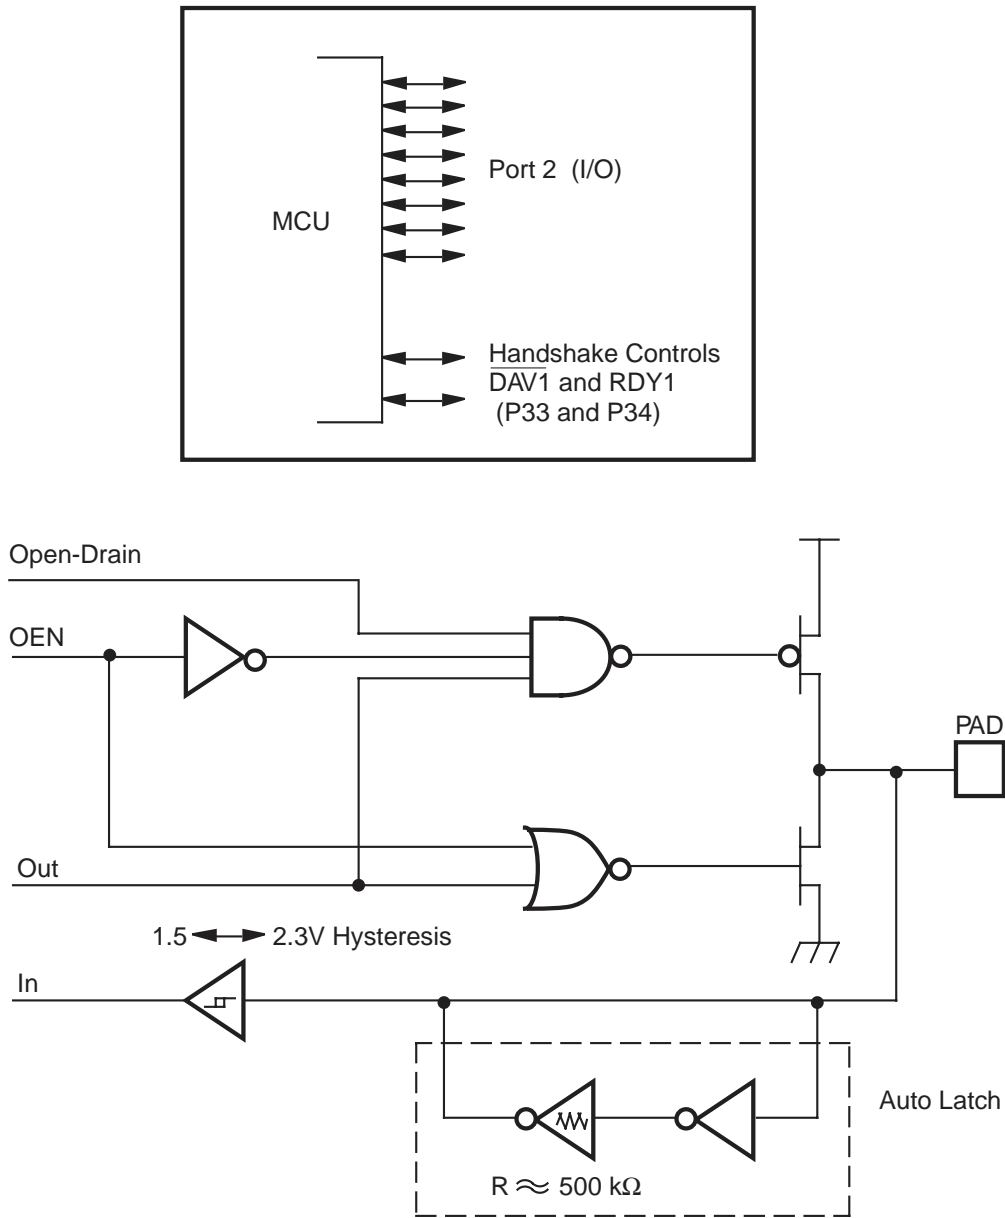 MCU
Port 2 (I/O)
Handshake Controls
D̅A̅V̅1̅ and RDY1
(P33 and P34)
Open-Drain
OEN
PAD
Out
1.5 2.3V Hysteresis
In
Auto Latch
R ≈ 500 kΩ